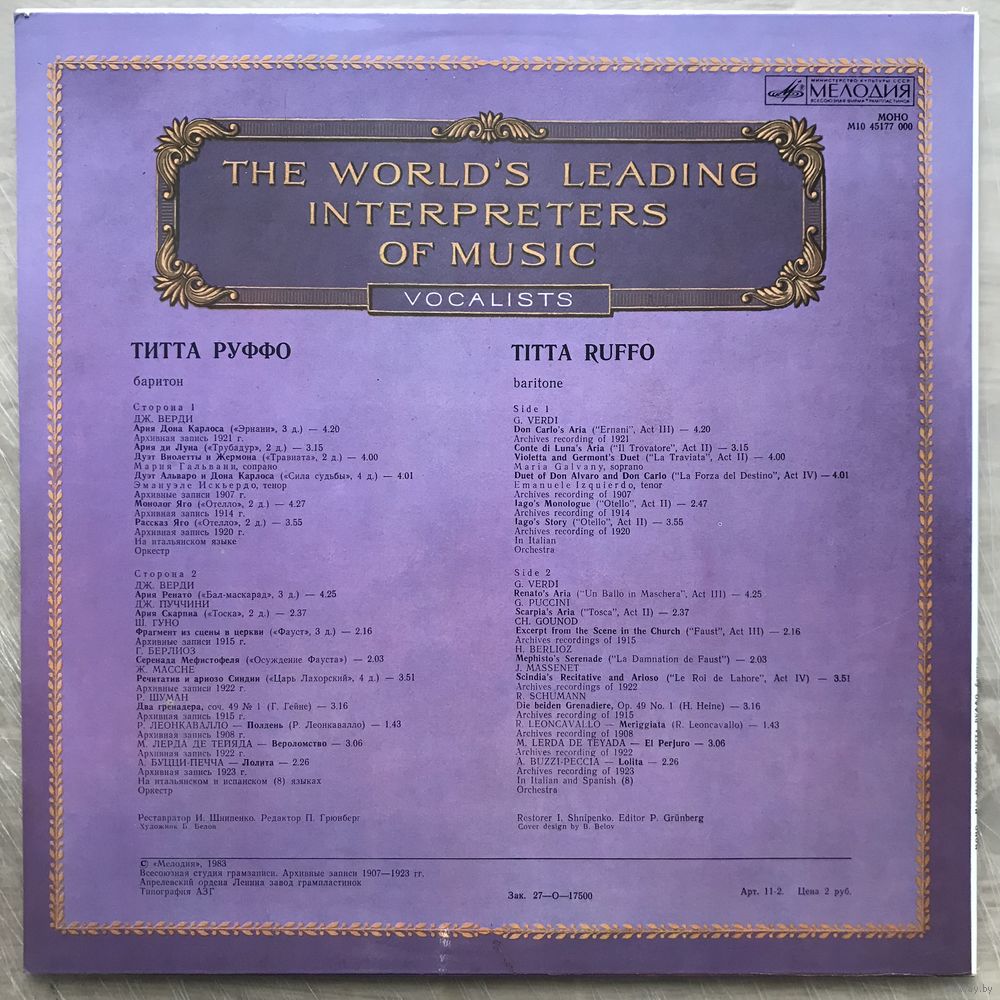 МИНИСТЕРСТВО КУЛЬТУРЫ СССР
МЕЛОДИЯ
ВСЕСОЮЗНАЯ ФИРМА ГРАМПЛАСТИНОК
МОНО
М10 45177 000
THE WORLD'S LEADING
INTERPRETERS
OF MUSIC
VOCALISTS
ТИТТА РУФФО
баритон
Сторона 1
ДЖ. ВЕРДИ
Ария Дона Карлоса («Эрнани», 3 д.) — 4.20
Архивная запись 1921 г.
Ария ди Луна («Трубадур», 2 д.) — 3.15
Дуэт Виолетты и Жермона («Травиата», 2 д.) — 4.00
Мария Гальвани, сопрано
Дуэт Альваро и Дона Карлоса («Сила судьбы», 4 д.) — 4.01
Эмануэле Искьердо, тенор
Архивные записи 1907 г.
Монолог Яго («Отелло», 2 д.) — 4.27
Архивная запись 1914 г.
Рассказ Яго («Отелло», 2 д.) — 3.55
Архивная запись 1920 г.
На итальянском языке
Оркестр
Сторона 2
ДЖ. ВЕРДИ
Ария Ренато («Бал-маскарад», 3 д.) — 4.25
ДЖ. ПУЧЧИНИ
Ария Скарпиа («Тоска», 2 д.) — 2.37
Ш. ГУНО
Фрагмент из сцены в церкви («Фауст», 3 д.) — 2.16
Архивные записи 1915 г.
Г. БЕРЛИОЗ
Серенада Мефистофеля («Осуждение Фауста») — 2.03
Ж. МАССНЕ
Речитатив и ариозо Синдии («Царь Лахорский», 4 д.) — 3.51
Архивные записи 1922 г.
Р. ШУМАН
Два гренадера, соч. 49 № 1 (Г. Гейне) — 3.16
Архивная запись 1915 г.
Р. ЛЕОНКАВАЛЛО — Полдень (Р. Леонкавалло) — 1.43
Архивная запись 1908 г.
М. ЛЕРДА ДЕ ТЕЙЯДА — Вероломство — 3.06
Архивная запись 1922 г.
А. БУЦЦИ-ПЕЧЧА — Лолита — 2.26
Архивная запись 1923 г.
На итальянском и испанском (8) языках
Оркестр
Реставратор И. Шнипенко. Редактор П. Грюнберг
Художник Б. Белов
TITTA RUFFO
baritone
Side 1
G. VERDI
Don Carlo's Aria ("Ernani", Act III) — 4.20
Archives recording of 1921
Conte di Luna's Aria ("Il Trovatore", Act II) — 3.15
Violetta and Germont's Duet ("La Traviata", Act II) — 4.00
Maria Galvany, soprano
Duet of Don Alvaro and Don Carlo ("La Forza del Destino", Act IV) — 4.01
Emanuele Izquierdo, tenor
Archives recording of 1907
Iago's Monologue ("Otello", Act II) — 2.47
Archives recording of 1914
Iago's Story ("Otello", Act II) — 3.55
Archives recording of 1920
In Italian
Orchestra
Side 2
G. VERDI
Renato's Aria ("Un Ballo in Maschera", Act III) — 4.25
G. PUCCINI
Scarpia's Aria ("Tosca", Act II) — 2.37
CH. GOUNOD
Excerpt from the Scene in the Church ("Faust", Act III) — 2.16
Archives recordings of 1915
H. BERLIOZ
Mephisto's Serenade ("La Damnation de Faust") — 2.03
J. MASSENET
Scindia's Recitative and Arioso ("Le Roi de Lahore", Act IV) — 3.51
Archives recordings of 1922
R. SCHUMANN
Die beiden Grenadiere, Op. 49 No. 1 (H. Heine) — 3.16
Archives recording of 1915
R. LEONCAVALLO — Meriggiata (R. Leoncavallo) — 1.43
Archives recording of 1908
M. LERDA DE TEYADA — El Perjuro — 3.06
Archives recording of 1922
A. BUZZI-PECCIA — Lolita — 2.26
Archives recording of 1923
In Italian and Spanish (8)
Orchestra
Restorer I. Shnipenko. Editor P. Grünberg
Cover design by B. Belov
© «Мелодия», 1983
Всесоюзная студия грамзаписи. Архивные записи 1907—1923 гг.
Апрелевский ордена Ленина завод грампластинок
Типография АЗГ
Зак. 27—О—17500
Арт. 11-2. Цена 2 руб.